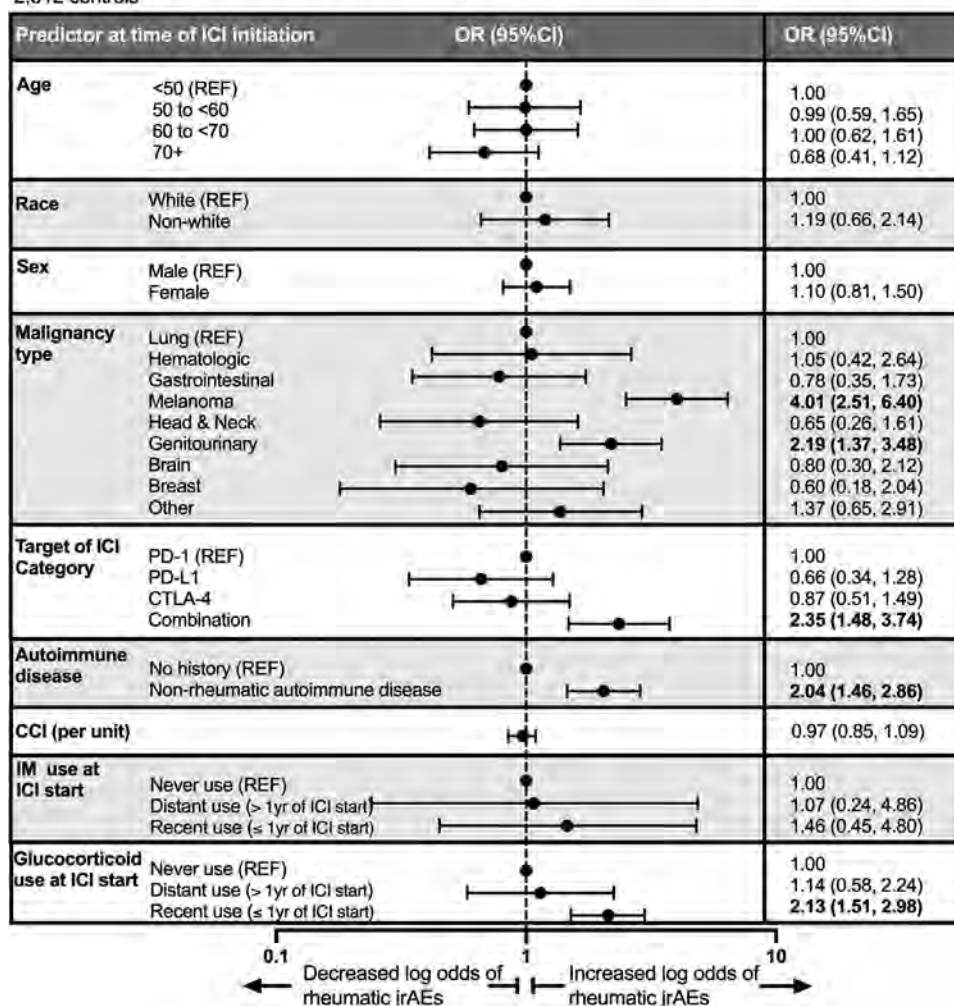 2,312 controls
Predictor at time of ICI initiation OR (95%CI) OR (95%CI)
Age
<50 (REF) 1.00
50 to <60 0.99 (0.59, 1.65)
60 to <70 1.00 (0.62, 1.61)
70+ 0.68 (0.41, 1.12)
Race
White (REF) 1.00
Non-white 1.19 (0.66, 2.14)
Sex
Male (REF) 1.00
Female 1.10 (0.81, 1.50)
Malignancy
type
Lung (REF) 1.00
Hematologic 1.05 (0.42, 2.64)
Gastrointestinal 0.78 (0.35, 1.73)
Melanoma 4.01 (2.51, 6.40)
Head & Neck 0.65 (0.26, 1.61)
Genitourinary 2.19 (1.37, 3.48)
Brain 0.80 (0.30, 2.12)
Breast 0.60 (0.18, 2.04)
Other 1.37 (0.65, 2.91)
Target of ICI
Category
PD-1 (REF) 1.00
PD-L1 0.66 (0.34, 1.28)
CTLA-4 0.87 (0.51, 1.49)
Combination 2.35 (1.48, 3.74)
Autoimmune
disease
No history (REF) 1.00
Non-rheumatic autoimmune disease 2.04 (1.46, 2.86)
CCI (per unit) 0.97 (0.85, 1.09)
IM use at
ICI start
Never use (REF) 1.00
Distant use (> 1yr of ICI start) 1.07 (0.24, 4.86)
Recent use (≤ 1yr of ICI start) 1.46 (0.45, 4.80)
Glucocorticoid
use at ICI start
Never use (REF) 1.00
Distant use (> 1yr of ICI start) 1.14 (0.58, 2.24)
Recent use (≤ 1yr of ICI start) 2.13 (1.51, 2.98)
0.1 1 10
Decreased log odds of Increased log odds of
rheumatic irAEs rheumatic irAEs